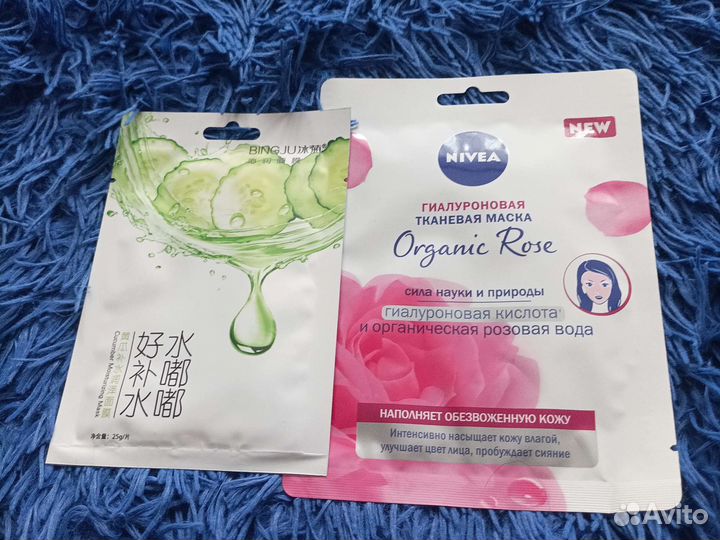 BINGJU冰菊
好水
补嘟
水嘟
Cucumber Moisturizing Mask
净含量：25g/片
NEW
NIVEA
ГИАЛУРОНОВАЯ
ТКАНЕВАЯ МАСКА
Organic Rose
сила науки и природы
гиалуроновая кислота
и органическая розовая вода
НАПОЛНЯЕТ ОБЕЗВОЖЕННУЮ КОЖУ
Интенсивно насыщает кожу влагой,
улучшает цвет лица, пробуждает сияние
Avito